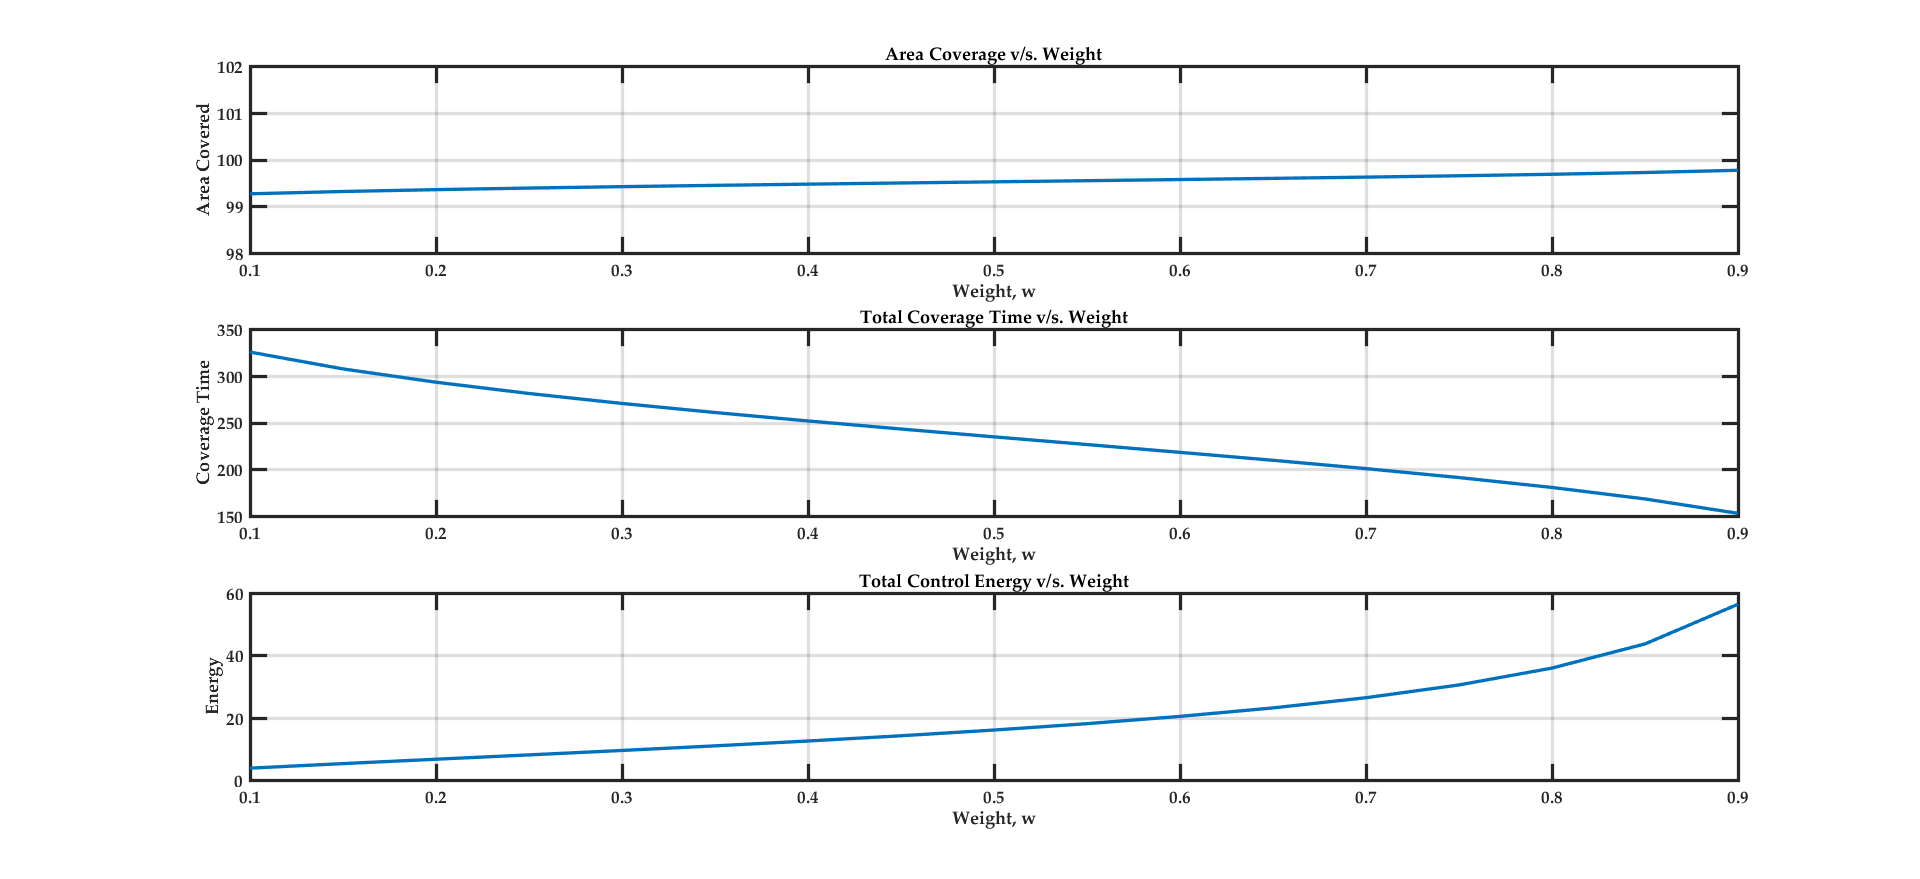 Area Coverage v/s. Weight
102
101
100
99
98
Area Covered
0.1 0.2 0.3 0.4 0.5 0.6 0.7 0.8 0.9
Weight, w
Total Coverage Time v/s. Weight
350
300
250
200
150
Coverage Time
0.1 0.2 0.3 0.4 0.5 0.6 0.7 0.8 0.9
Weight, w
Total Control Energy v/s. Weight
60
40
20
0
Energy
0.1 0.2 0.3 0.4 0.5 0.6 0.7 0.8 0.9
Weight, w